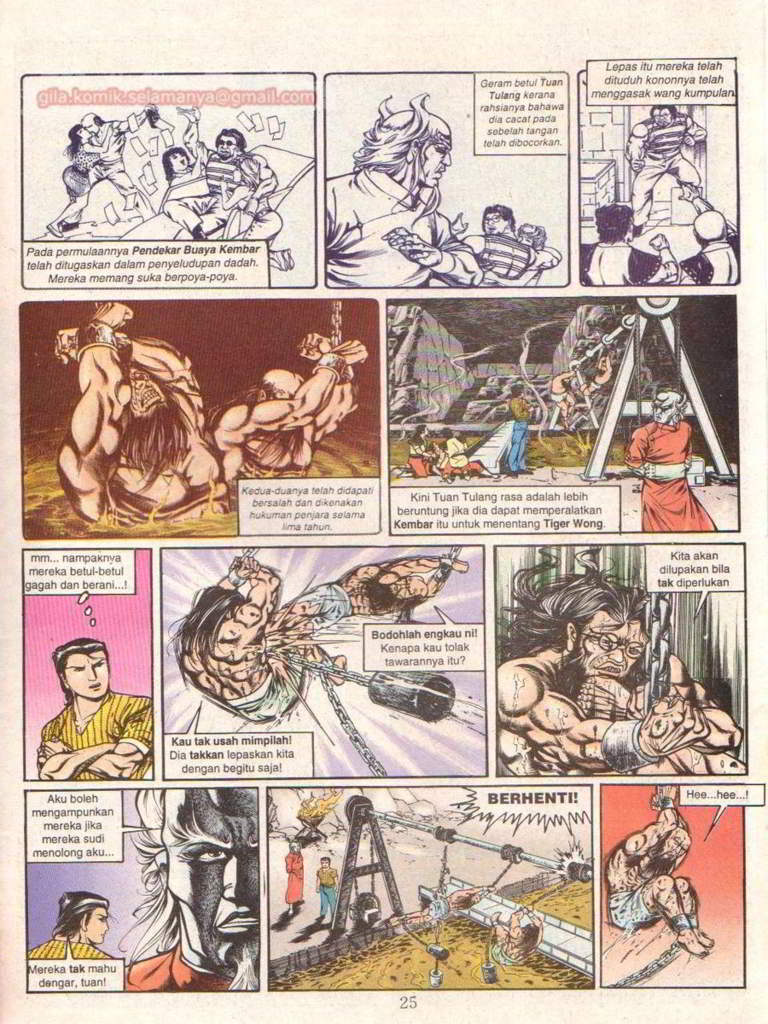 gila.komik.selamanya@gmail.com
Pada permulaannya Pendekar Buaya Kembar
telah ditugaskan dalam penyeludupan dadah.
Mereka memang suka berpoya-poya.
Geram betul Tuan
Tulang kerana
rahsianya bahawa
dia cacat pada
sebelah tangan
telah dibocorkan.
Lepas itu mereka telah
dituduh kononnya telah
menggasak wang kumpulan.
Kedua-duanya telah didapati
bersalah dan dikenakan
hukuman penjara selama
lima tahun.
Kini Tuan Tulang rasa adalah lebih
beruntung jika dia dapat memperalatkan
Kembar itu untuk menentang Tiger Wong.
mm... nampaknya
mereka betul-betul
gagah dan berani...!
Bodohlah engkau ni!
Kenapa kau tolak
tawarannya itu?
Kau tak usah mimpilah!
Dia takkan lepaskan kita
dengan begitu saja!
Kita akan
dilupakan bila
tak diperlukan
Aku boleh
mengampunkan
mereka jika
mereka sudi
menolong aku...
Mereka tak mahu
dengar, tuan!
BERHENTI!
Hee...hee...!
25